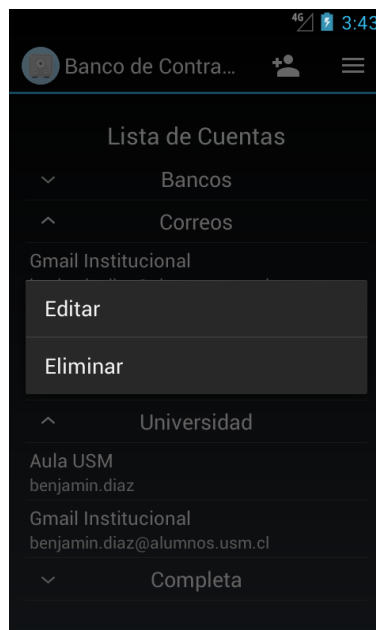 4G 3:43
Banco de Contra...
Lista de Cuentas
Bancos
Correos
Gmail Institucional
Editar
Eliminar
Universidad
Aula USM
benjamin.diaz
Gmail Institucional
benjamin.diaz@alumnos.usm.cl
Completa